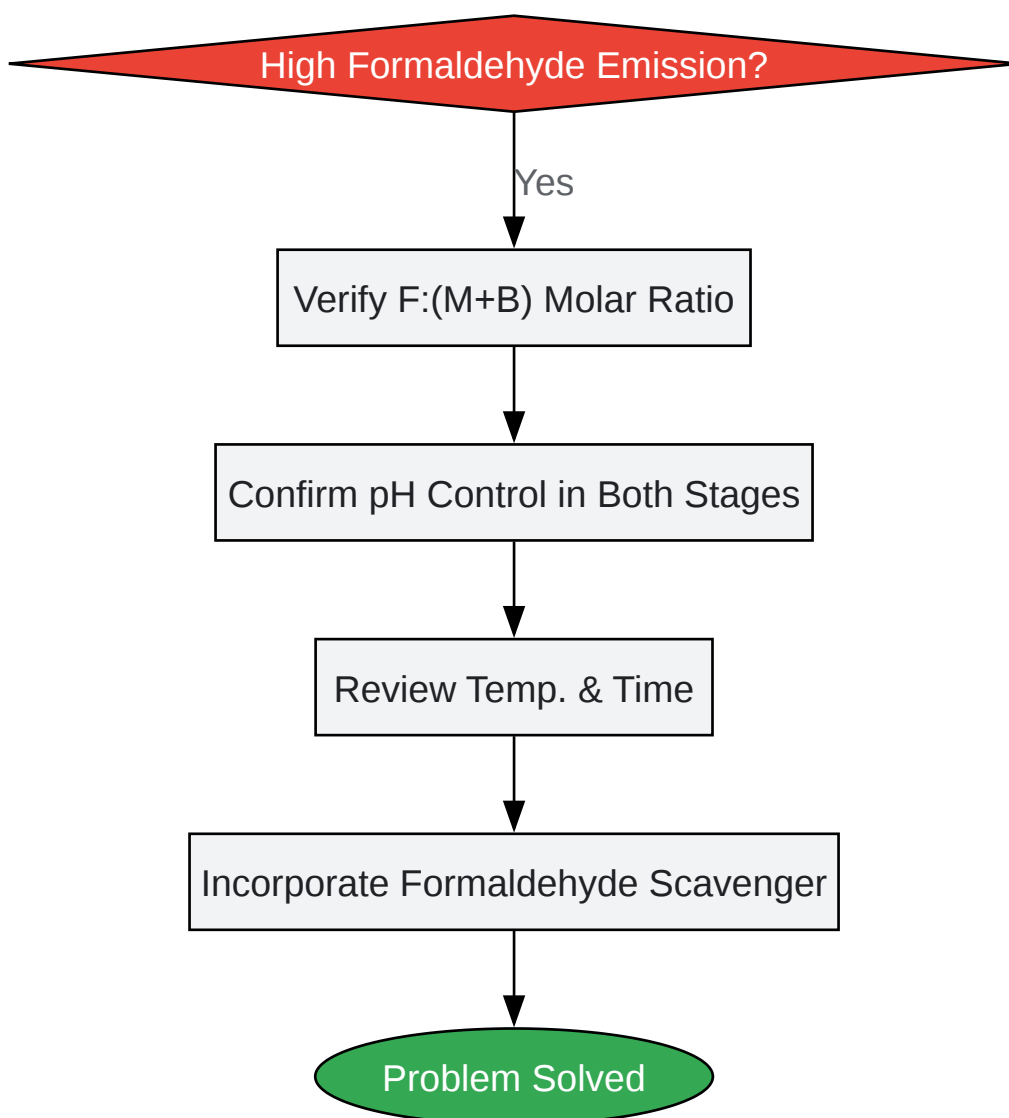 High Formaldehyde Emission?
Yes
Verify F:(M+B) Molar Ratio
Confirm pH Control in Both Stages
Review Temp. & Time
Incorporate Formaldehyde Scavenger
Problem Solved